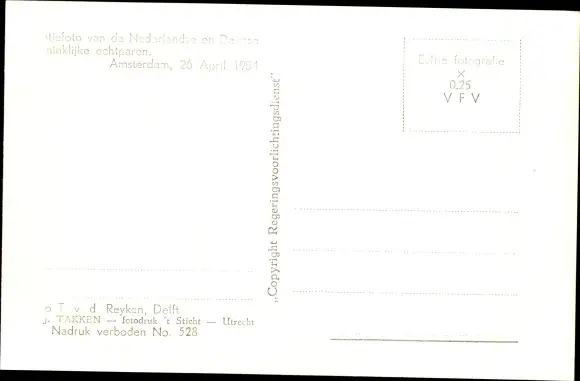 van de Nederlandse en Deense
echtparen.
Amsterdam, 26 April 1954
Echte fotografie
X
0,25
V F V
„Copyright Regeringsvoorlichtingsdienst"
T. v. d. Reyken, Delft
TAKKEN — fotodruk 't Sticht — Utrecht
Nadruk verboden No. 528